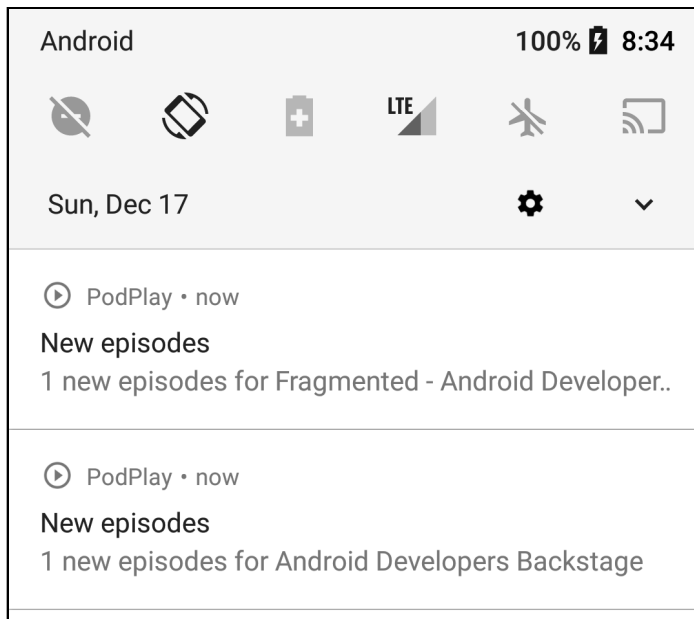 Android 100% 8:34
LTE
Sun, Dec 17
PodPlay • now
New episodes
1 new episodes for Fragmented - Android Developer..
PodPlay • now
New episodes
1 new episodes for Android Developers Backstage